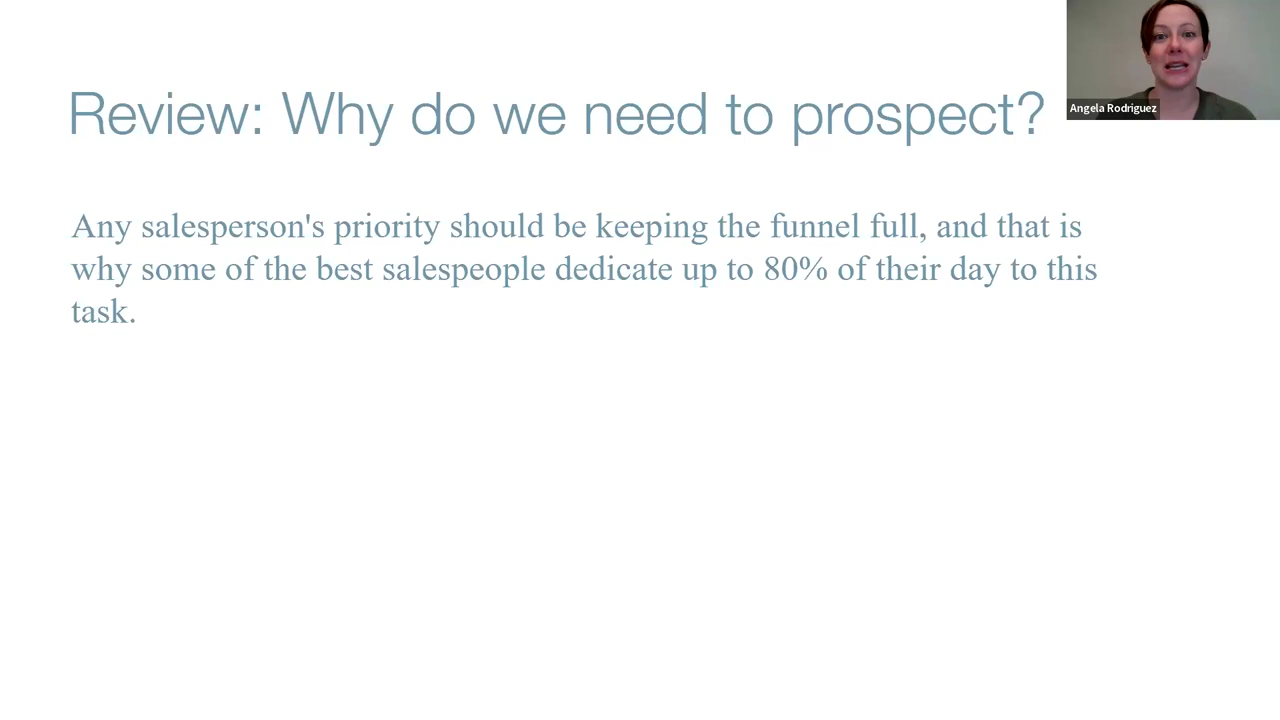 Review: Why do we need to prospect?
Angela Rodriguez
Any salesperson's priority should be keeping the funnel full, and that is
why some of the best salespeople dedicate up to 80% of their day to this
task.